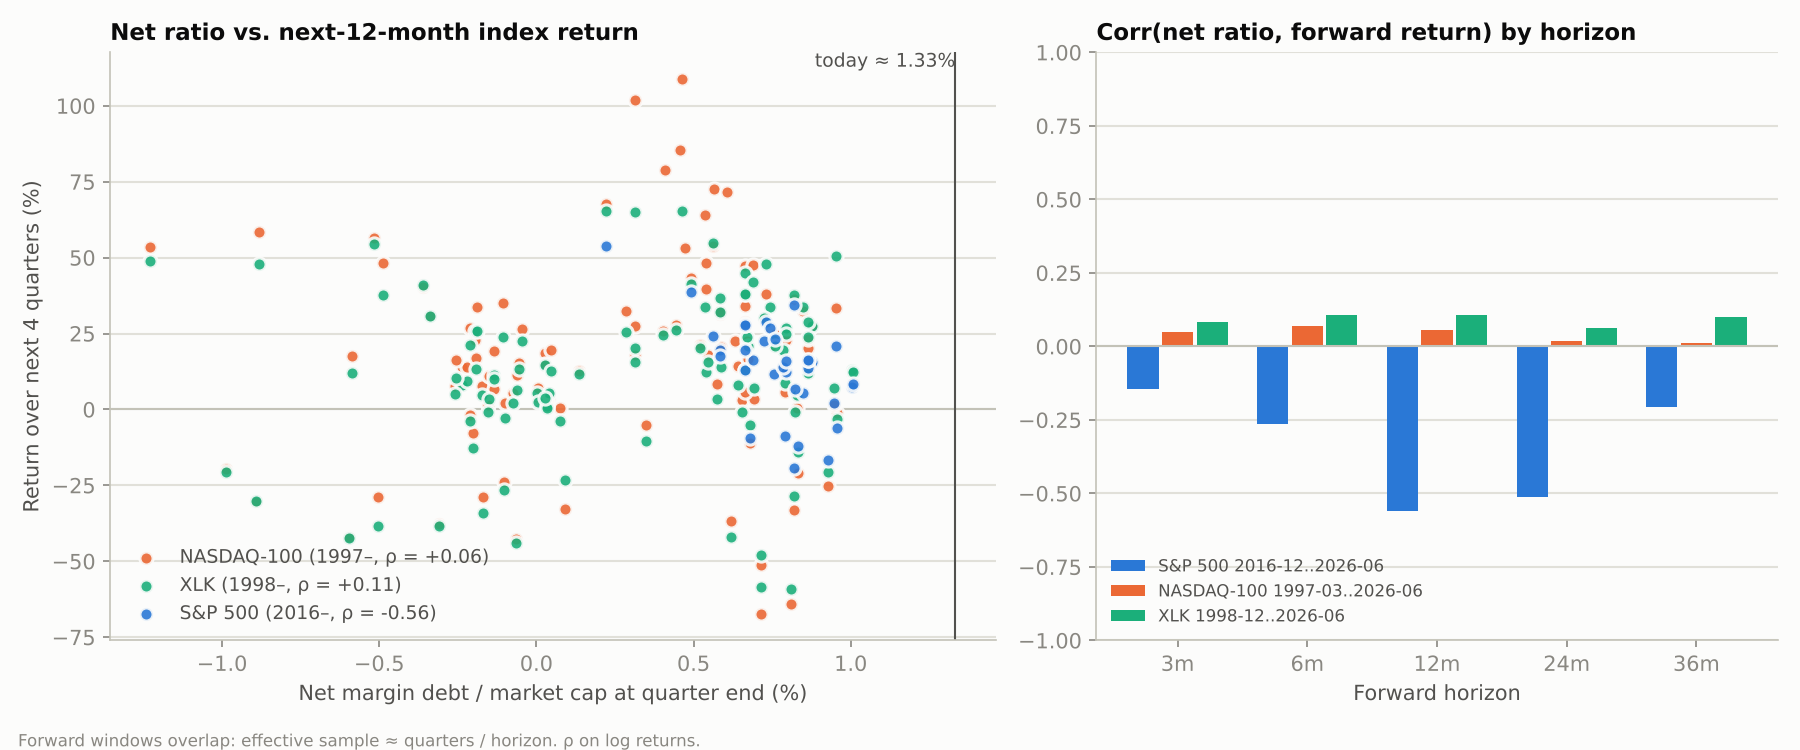 Net ratio vs. next-12-month index return
today ≈ 1.33%
Return over next 4 quarters (%)
100
75
50
25
0
−25
−50
−75
NASDAQ-100 (1997–, ρ = +0.06)
XLK (1998–, ρ = +0.11)
S&P 500 (2016–, ρ = -0.56)
−1.0
−0.5
0.0
0.5
1.0
Net margin debt / market cap at quarter end (%)
Corr(net ratio, forward return) by horizon
1.00
0.75
0.50
0.25
0.00
−0.25
−0.50
−0.75
−1.00
S&P 500 2016-12..2026-06
NASDAQ-100 1997-03..2026-06
XLK 1998-12..2026-06
3m
6m
12m
24m
36m
Forward horizon
Forward windows overlap: effective sample ≈ quarters / horizon. ρ on log returns.